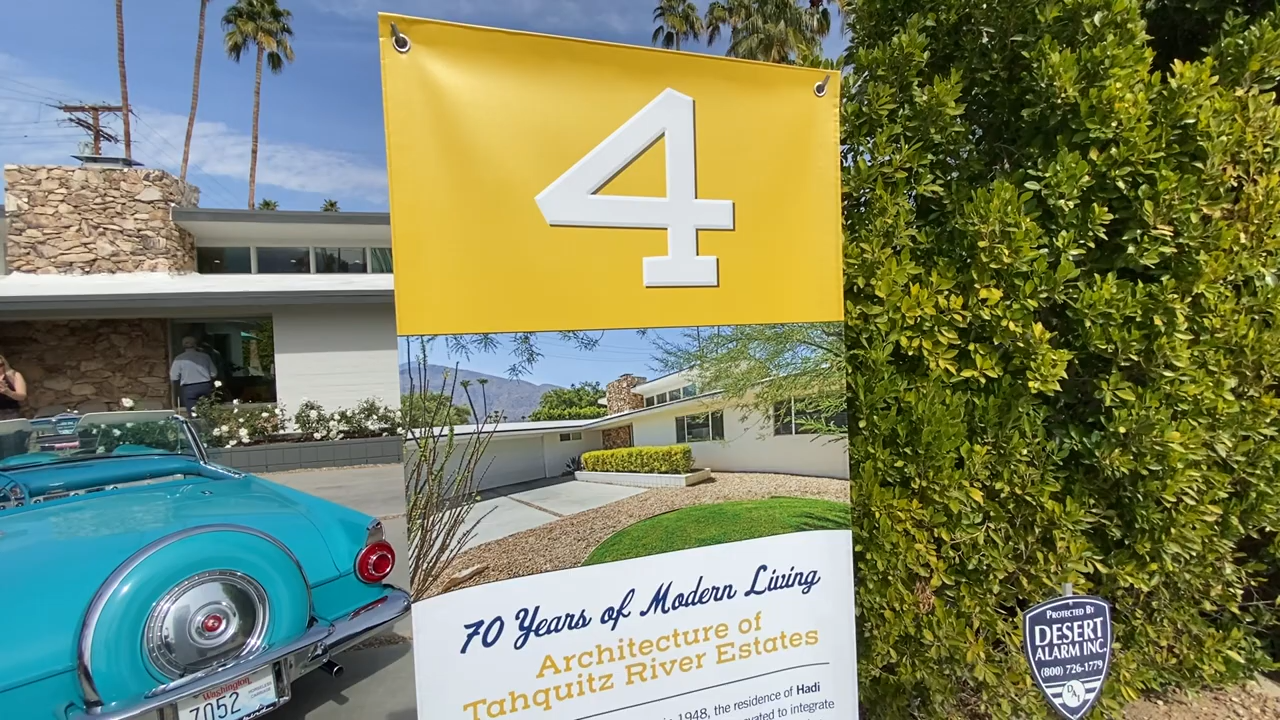 4
70 Years of Modern Living
Architecture of
Tahquitz River Estates
1948, the residence of Hadi
to integrate
PROTECTED BY
DESERT
ALARM INC.
(800) 726-1779
DAI
Washington
7052